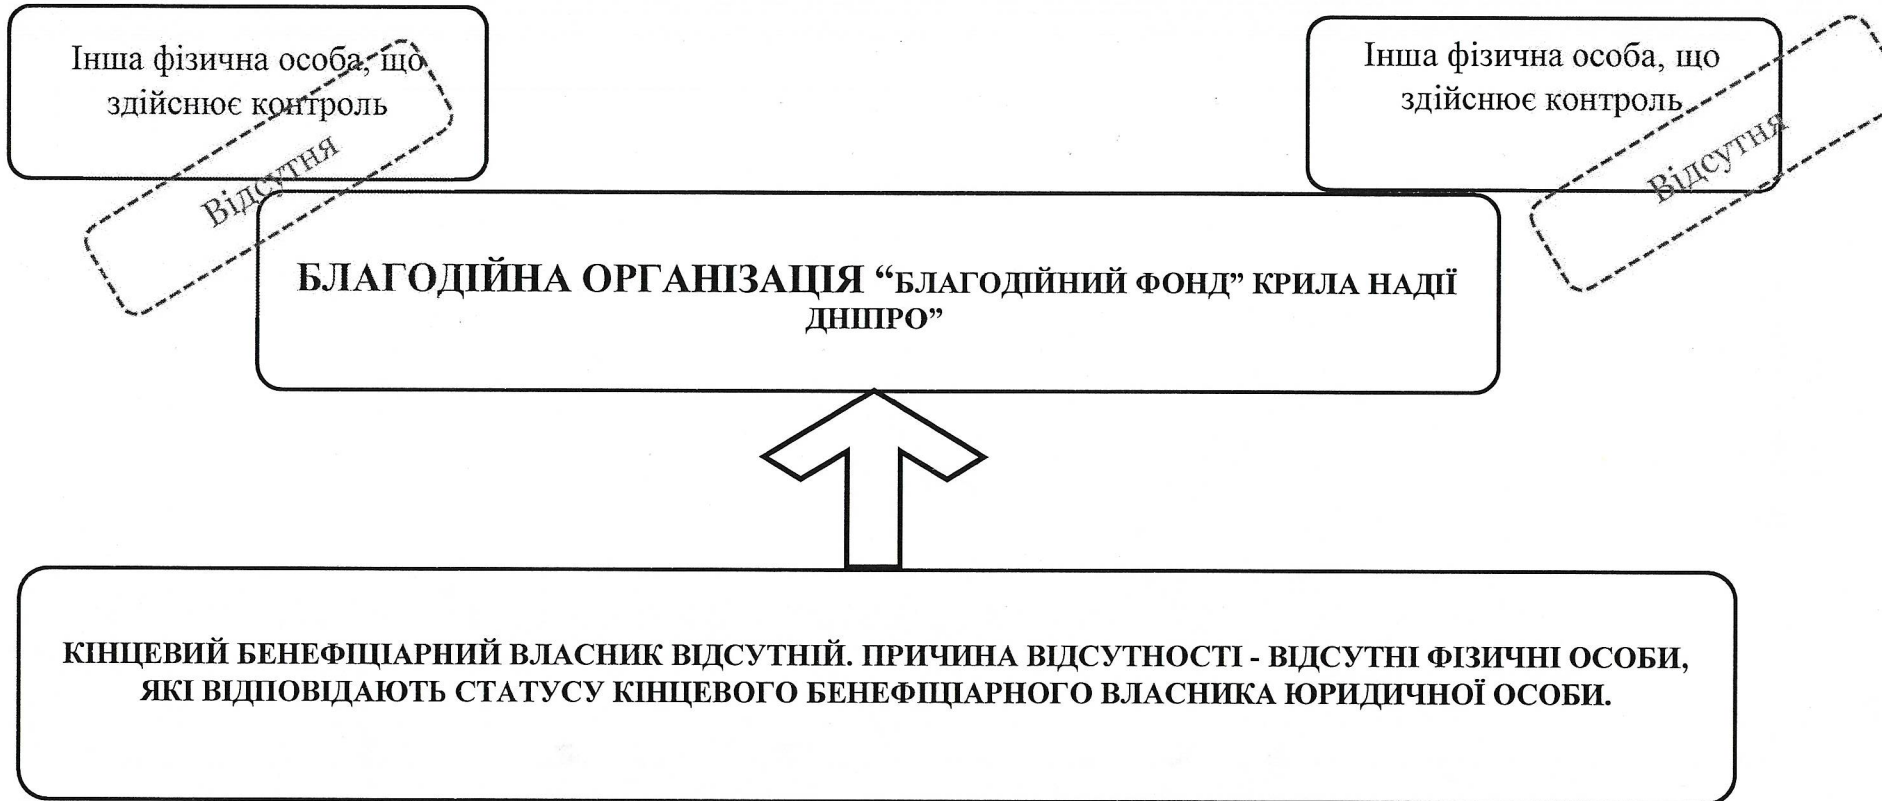 Інша фізична особа, що
здійснює контроль
Відсутня
Інша фізична особа, що
здійснює контроль
Відсутня
БЛАГОДІЙНА ОРГАНІЗАЦІЯ “БЛАГОДІЙНИЙ ФОНД” КРИЛА НАДІЇ
ДНІПРО”
КІНЦЕВИЙ БЕНЕФІЦІАРНИЙ ВЛАСНИК ВІДСУТНІЙ. ПРИЧИНА ВІДСУТНОСТІ - ВІДСУТНІ ФІЗИЧНІ ОСОБИ,
ЯКІ ВІДПОВІДАЮТЬ СТАТУСУ КІНЦЕВОГО БЕНЕФІЦІАРНОГО ВЛАСНИКА ЮРИДИЧНОЇ ОСОБИ.